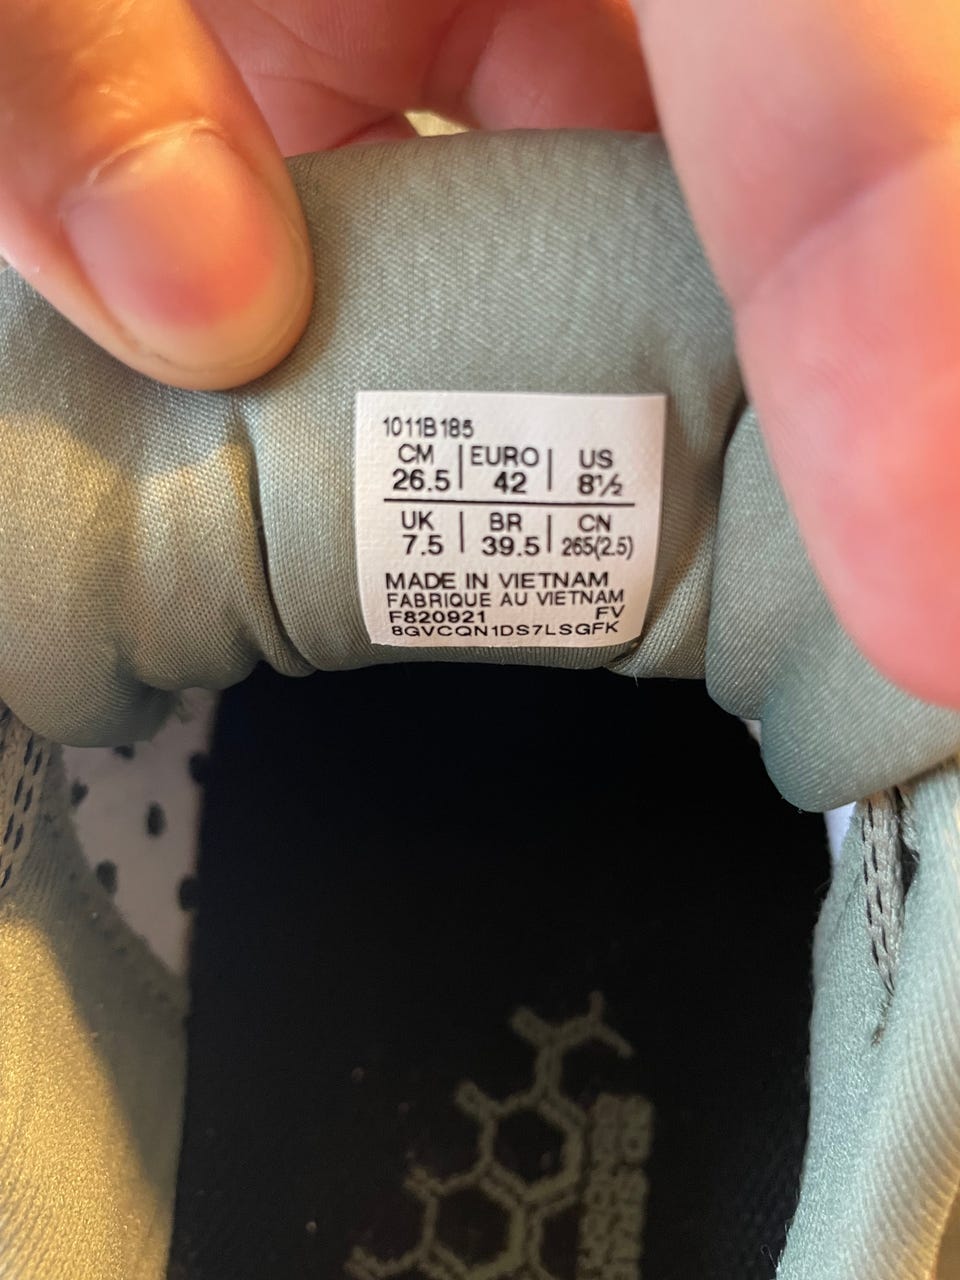 1011B185
CM | EURO | US
26.5 | 42 | 8½
UK | BR | CN
7.5 | 39.5 | 265(2.5)
MADE IN VIETNAM
FABRIQUE AU VIETNAM
F820921 FV
8GVCQN1DS7LSGFK